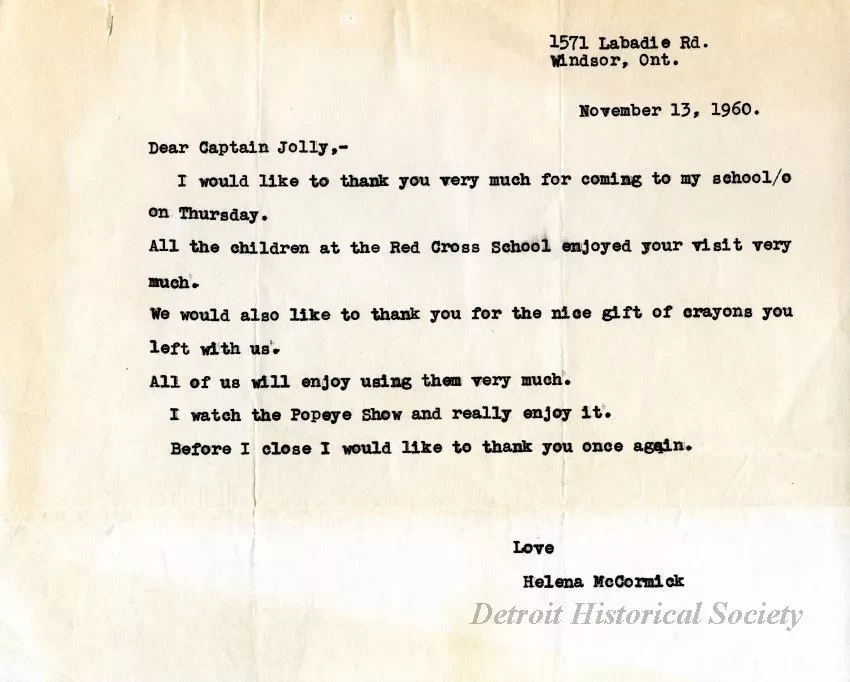 1571 Labadie Rd.
Windsor, Ont.
November 13, 1960.
Dear Captain Jolly,-
I would like to thank you very much for coming to my school/o
on Thursday.
All the children at the Red Cross School enjoyed your visit very
much.
We would also like to thank you for the nice gift of crayons you
left with us.
All of us will enjoy using them very much.
I watch the Popeye Show and really enjoy it.
Before I close I would like to thank you once again.
Love
Helena McCormick
Detroit Historical Society